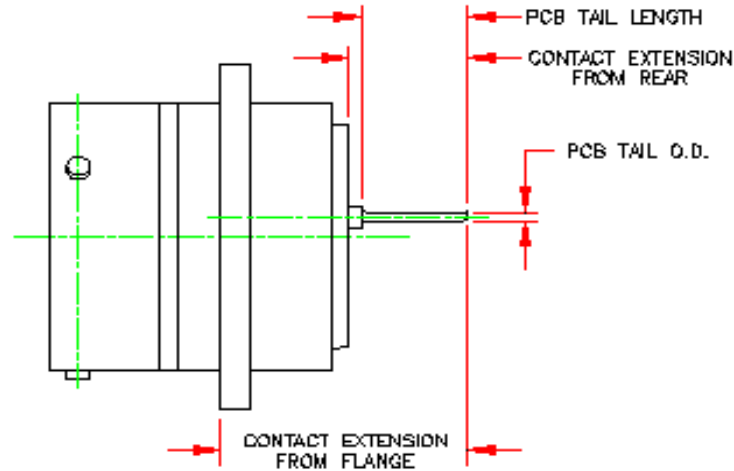 PCB TAIL LENGTH
CONTACT EXTENSION
FROM REAR
PCB TAIL O.D.
CONTACT EXTENSION
FROM FLANGE